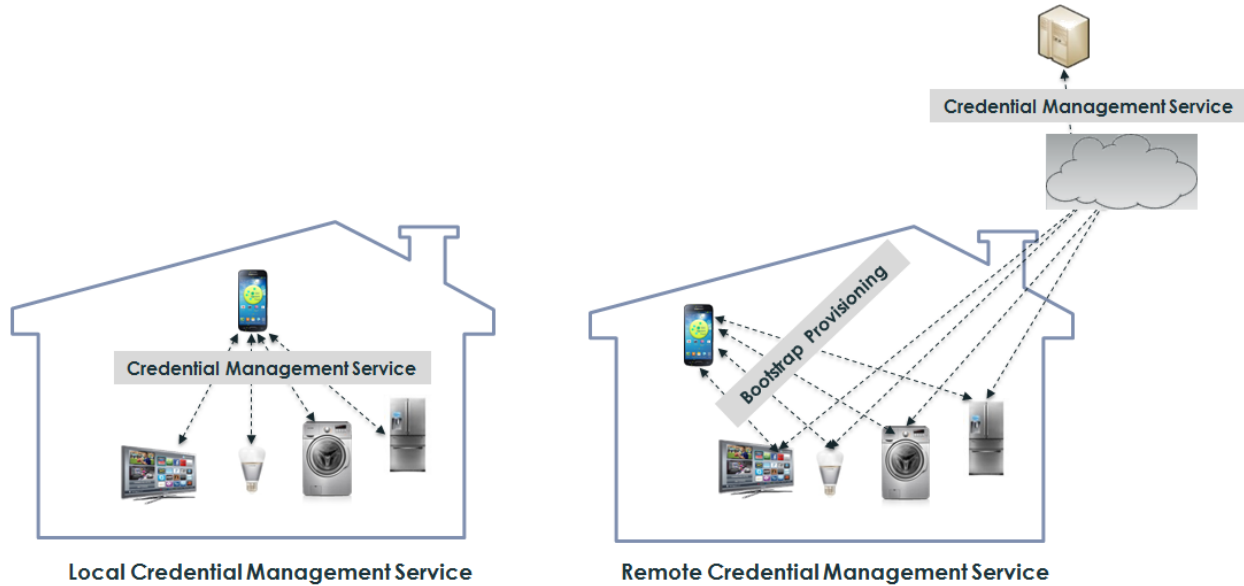 Credential Management Service
Credential Management Service
Bootstrap Provisioning
Local Credential Management Service
Remote Credential Management Service